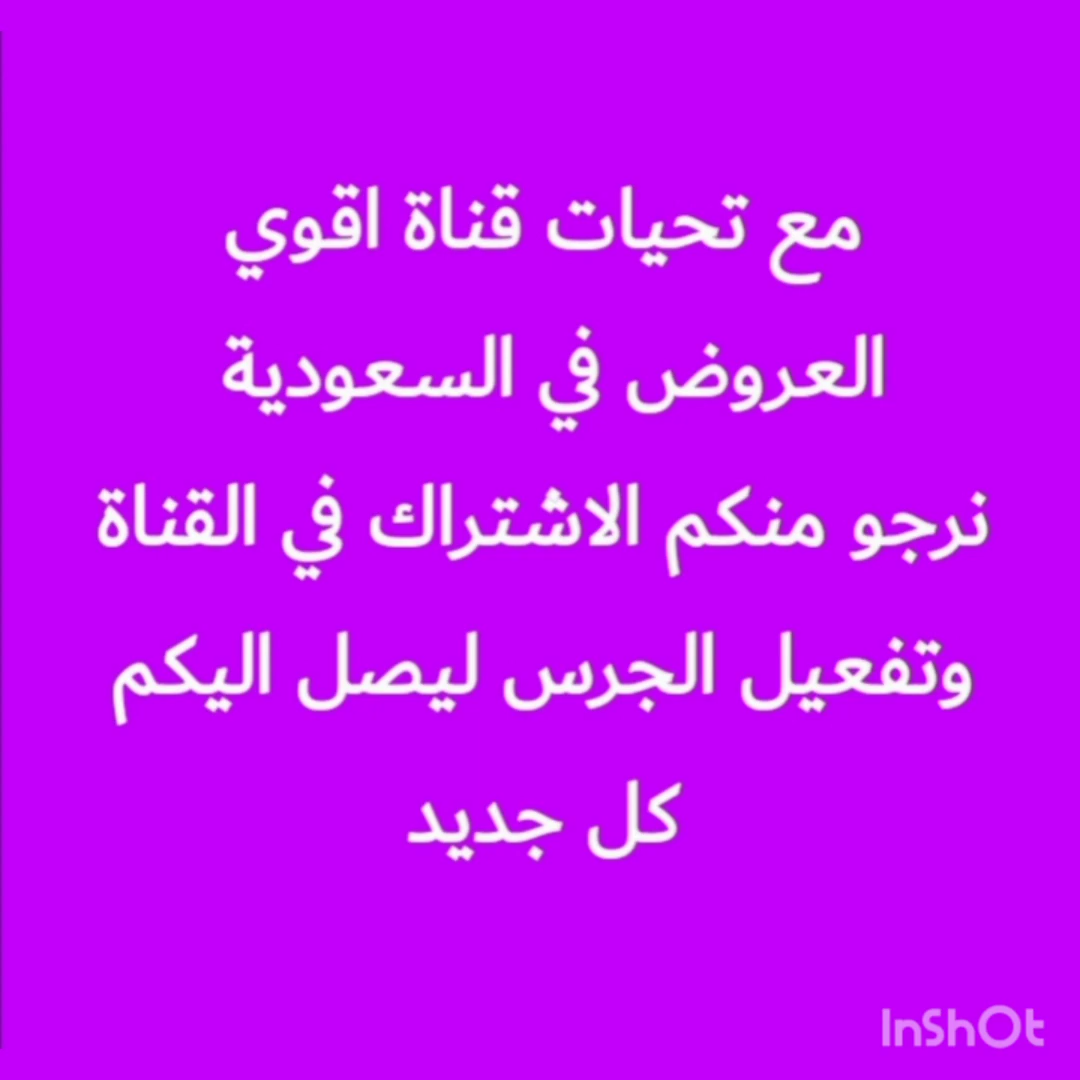 مع تحيات قناة اقوي
العروض في السعودية
نرجو منكم الاشتراك في القناة
وتفعيل الجرس ليصل اليكم
كل جديد
InShOt